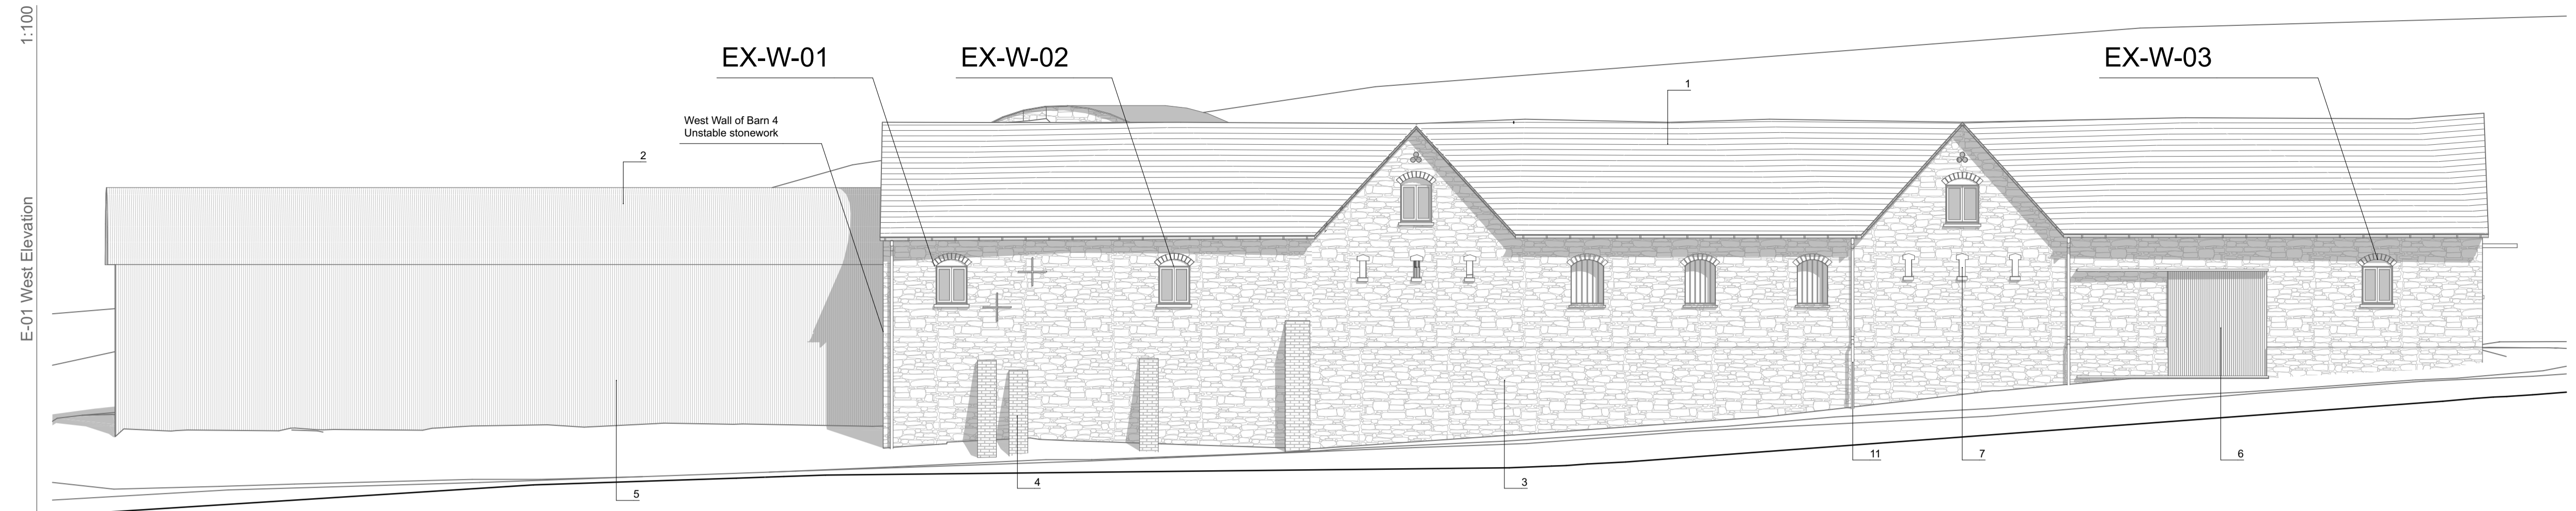 1:100
E-01 West Elevation
EX-W-01
EX-W-02
EX-W-03
West Wall of Barn 4
Unstable stonework
1
2
11
7
6
4
3
5